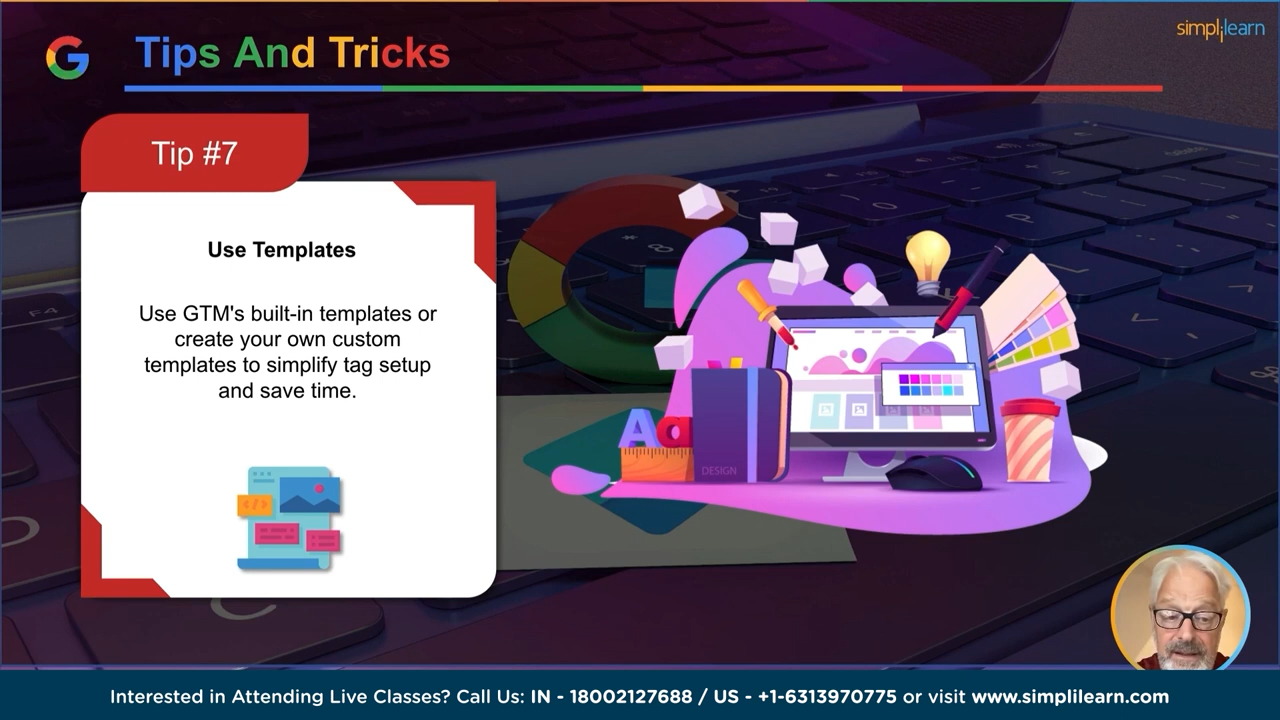 simplilearn
Tips And Tricks
Tip #7
Use Templates
Use GTM's built-in templates or
create your own custom
templates to simplify tag setup
and save time.
Aa
DESIGN
Interested in Attending Live Classes? Call Us: IN - 18002127688 / US - +1-6313970775 or visit www.simplilearn.com